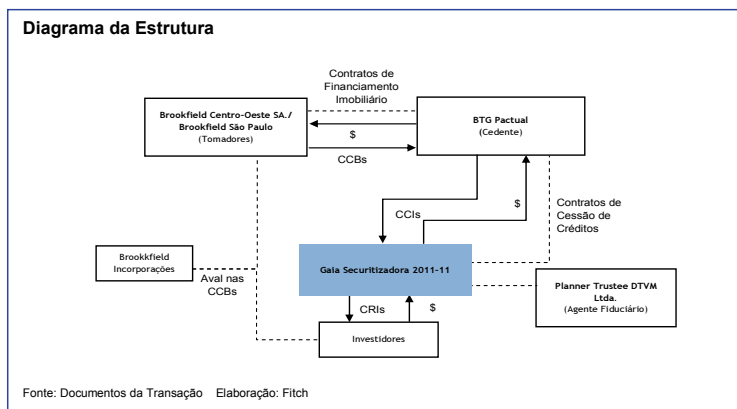 Diagrama da Estrutura
Contratos de
Financiamento
Imobiliário
Brookfield Centro-Oeste SA./
Brookfield São Paulo
(Tomadores)
$
CCBs
BTG Pactual
(Cedente)
CCIs
$
Contratos de
Cessão de
Créditos
Brookkfield
Incorporações
Aval nas
CCBs
Gaia Securitizadora 2011-11
Planner Trustee DTVM
Ltda.
(Agente Fiduciário)
CRIs
$
Investidores
Fonte: Documentos da Transação Elaboração: Fitch